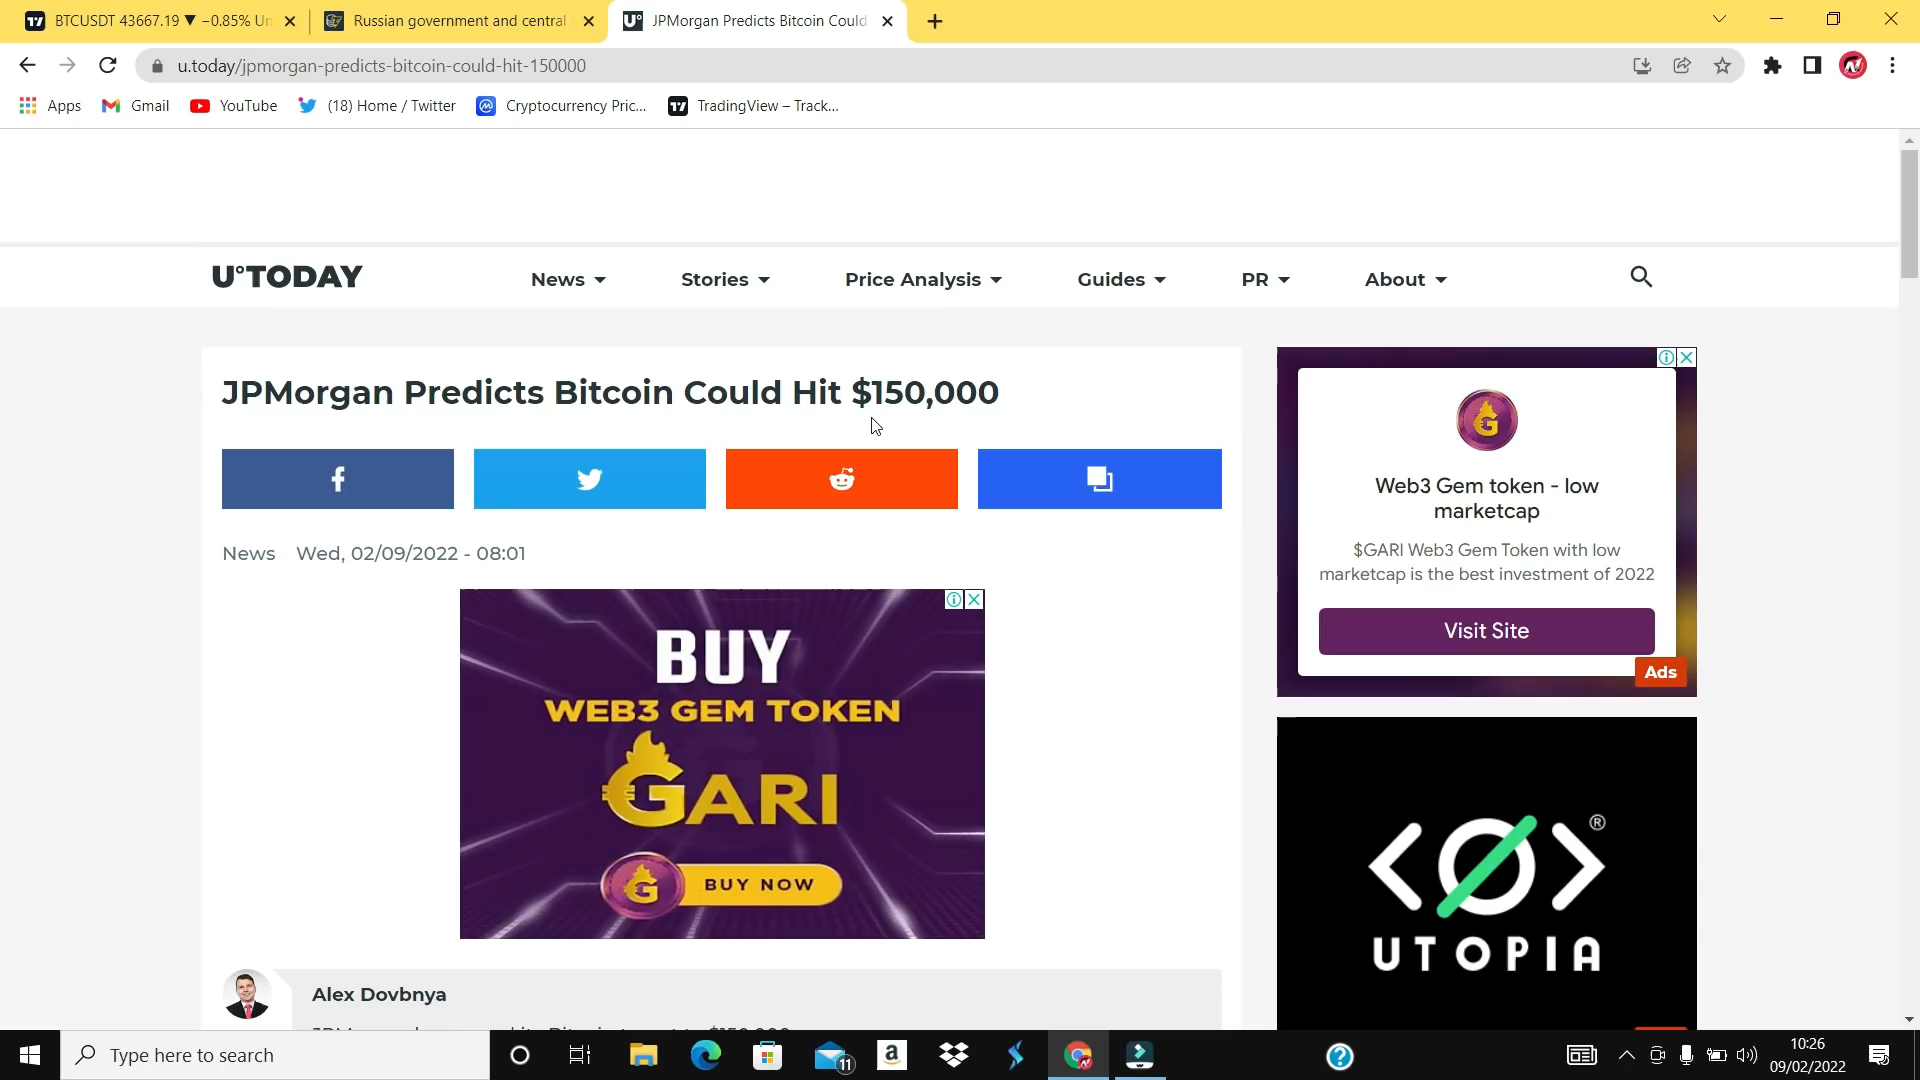 BTCUSDT 43667.19 ▼ −0.85% Un
Russian government and central
JPMorgan Predicts Bitcoin Could
u.today/jpmorgan-predicts-bitcoin-could-hit-150000
Apps
Gmail
YouTube
(18) Home / Twitter
Cryptocurrency Pric...
TradingView – Track...
U°TODAY
News
Stories
Price Analysis
Guides
PR
About
JPMorgan Predicts Bitcoin Could Hit $150,000
News Wed, 02/09/2022 - 08:01
BUY
WEB3 GEM TOKEN
GARI
BUY NOW
Alex Dovbnya
Web3 Gem token - low
marketcap
$GARI Web3 Gem Token with low
marketcap is the best investment of 2022
Visit Site
Ads
UTOPIA
®
Type here to search
11
10:26
09/02/2022